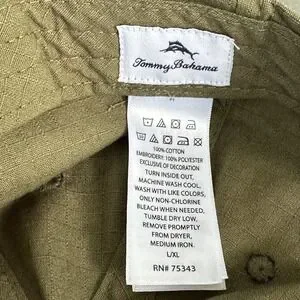 Tommy Bahama
100% COTTON
EMBROIDERY: 100% POLYESTER
EXCLUSIVE OF DECORATION
TURN INSIDE OUT,
MACHINE WASH COOL,
WASH WITH LIKE COLORS,
ONLY NON-CHLORINE
BLEACH WHEN NEEDED,
TUMBLE DRY LOW,
REMOVE PROMPTLY
FROM DRYER,
MEDIUM IRON.
L/XL
RN# 75343